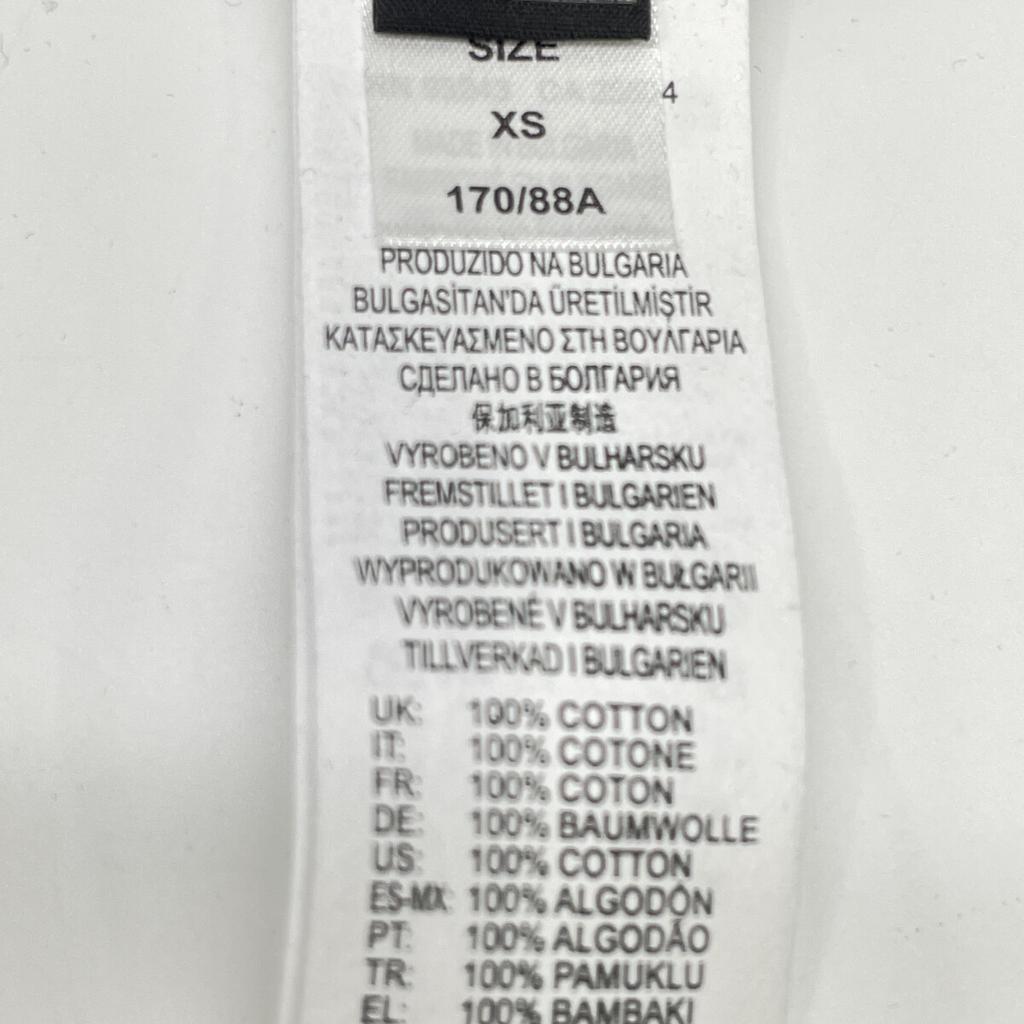 SIZE
4
XS
170/88A
PRODUZIDO NA BULGARIA
BULGASİTAN'DA ÜRETİLMİŞTİR
ΚΑΤΑΣΚΕΥΑΣΜΕΝΟ ΣΤΗ ΒΟΥΛΓΑΡΙΑ
СДЕЛАНО В БОЛГАРИЯ
保加利亚制造
VYROBENO V BULHARSKU
FREMSTILLET I BULGARIEN
PRODUSERT I BULGARIA
WYPRODUKOWANO W BUŁGARII
VYROBENÉ V BULHARSKU
TILLVERKAD I BULGARIEN
UK: 100% COTTON
IT: 100% COTONE
FR: 100% COTON
DE: 100% BAUMWOLLE
US: 100% COTTON
ES-MX: 100% ALGODÓN
PT: 100% ALGODÃO
TR: 100% PAMUKLU
EL: 100% ΒΑΜΒΑΚΙ